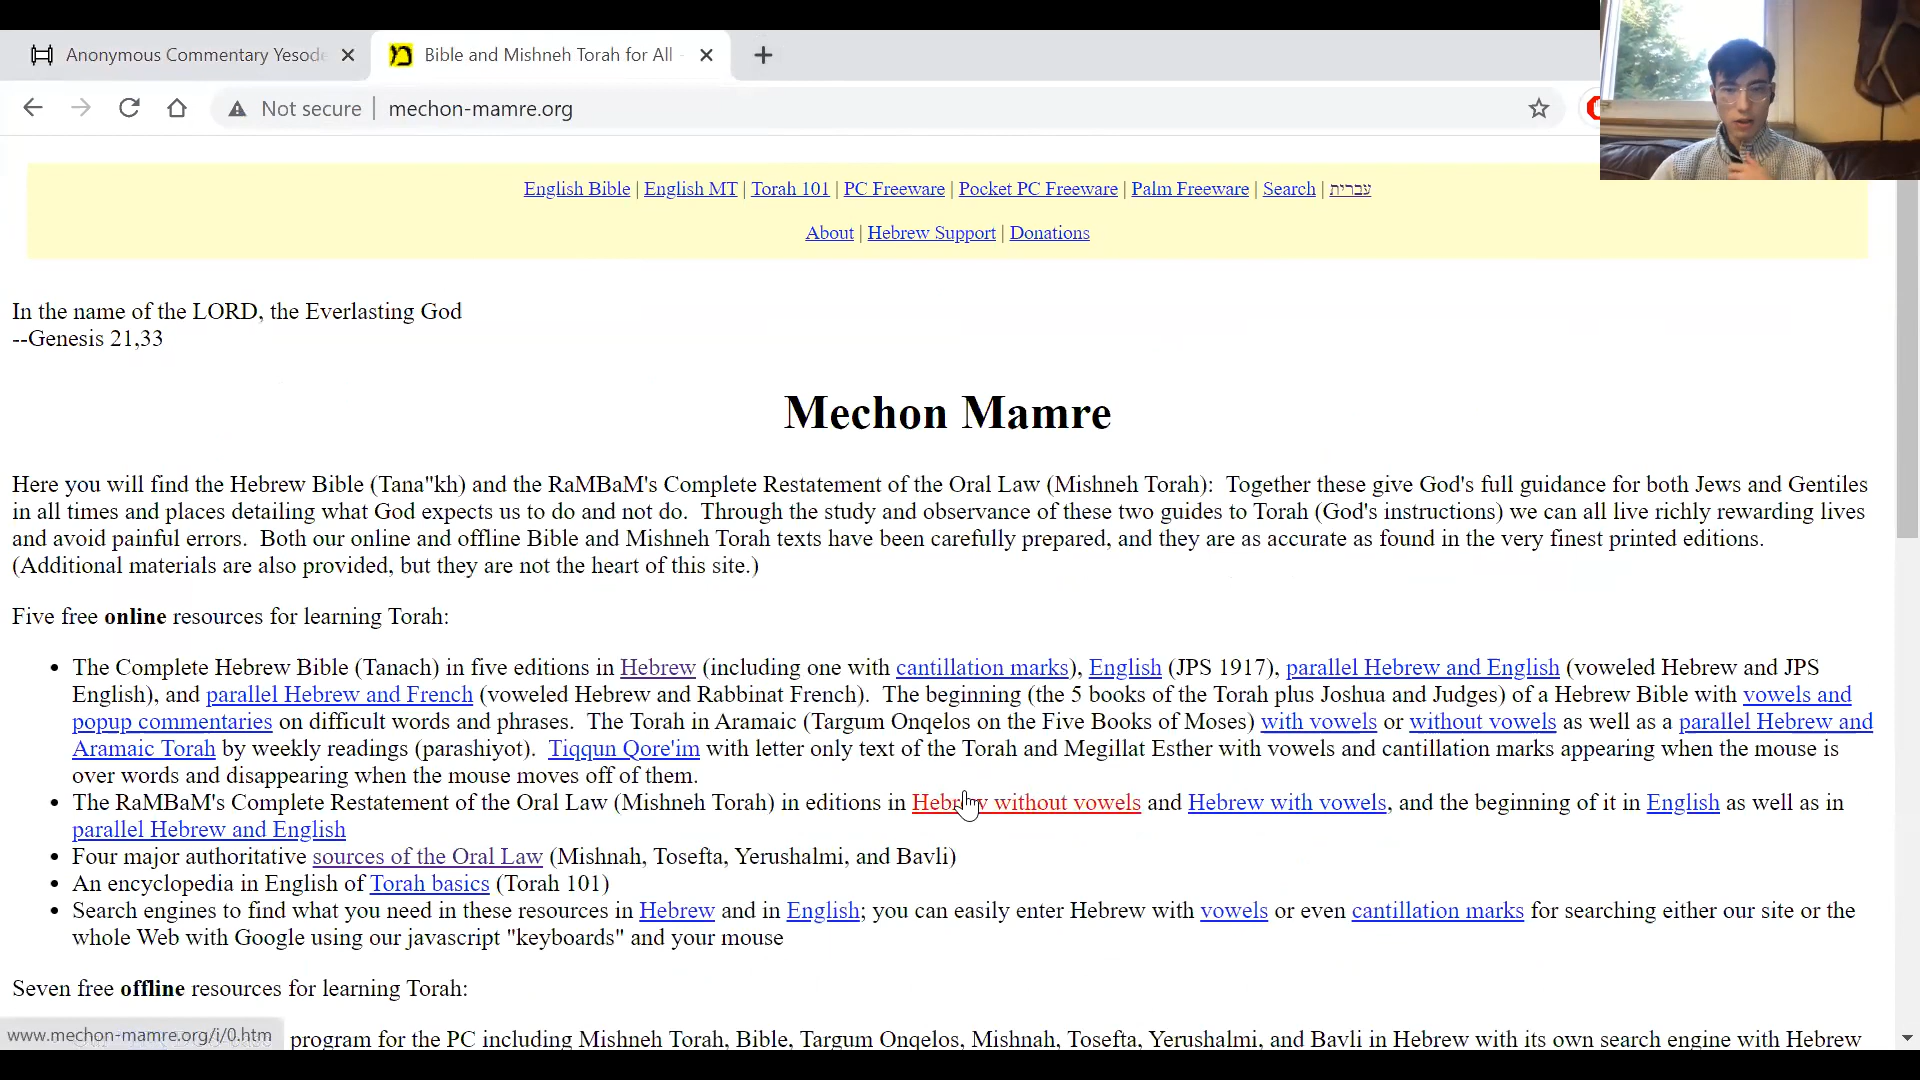 Anonymous Commentary Yesode
Bible and Mishneh Torah for All -
Not secure | mechon-mamre.org
English Bible | English MT | Torah 101 | PC Freeware | Pocket PC Freeware | Palm Freeware | Search | עברית
About | Hebrew Support | Donations
In the name of the LORD, the Everlasting God
--Genesis 21,33
Mechon Mamre
Here you will find the Hebrew Bible (Tana"kh) and the RaMBaM's Complete Restatement of the Oral Law (Mishneh Torah):  Together these give God's full guidance for both Jews and Gentiles
in all times and places detailing what God expects us to do and not do.  Through the study and observance of these two guides to Torah (God's instructions) we can all live richly rewarding lives
and avoid painful errors.  Both our online and offline Bible and Mishneh Torah texts have been carefully prepared, and they are as accurate as found in the very finest printed editions.
(Additional materials are also provided, but they are not the heart of this site.)
Five free online resources for learning Torah:
• The Complete Hebrew Bible (Tanach) in five editions in Hebrew (including one with cantillation marks), English (JPS 1917), parallel Hebrew and English (voweled Hebrew and JPS
English), and parallel Hebrew and French (voweled Hebrew and Rabbinat French).  The beginning (the 5 books of the Torah plus Joshua and Judges) of a Hebrew Bible with vowels and
popup commentaries on difficult words and phrases.  The Torah in Aramaic (Targum Onqelos on the Five Books of Moses) with vowels or without vowels as well as a parallel Hebrew and
Aramaic Torah by weekly readings (parashiyot).  Tiqqun Qore'im with letter only text of the Torah and Megillat Esther with vowels and cantillation marks appearing when the mouse is
over words and disappearing when the mouse moves off of them.
• The RaMBaM's Complete Restatement of the Oral Law (Mishneh Torah) in editions in Hebrew without vowels and Hebrew with vowels, and the beginning of it in English as well as in
parallel Hebrew and English
• Four major authoritative sources of the Oral Law (Mishnah, Tosefta, Yerushalmi, and Bavli)
• An encyclopedia in English of Torah basics (Torah 101)
• Search engines to find what you need in these resources in Hebrew and in English; you can easily enter Hebrew with vowels or even cantillation marks for searching either our site or the
whole Web with Google using our javascript "keyboards" and your mouse
Seven free offline resources for learning Torah:
www.mechon-mamre.org/i/0.htm program for the PC including Mishneh Torah, Bible, Targum Onqelos, Mishnah, Tosefta, Yerushalmi, and Bavli in Hebrew with its own search engine with Hebrew